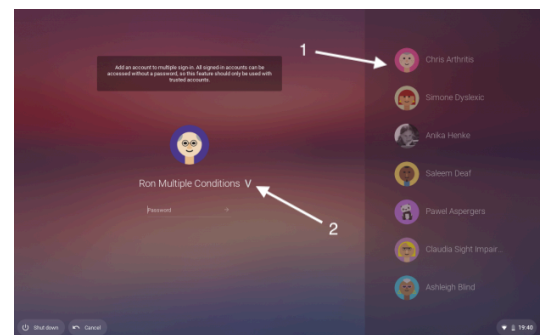 Add an account to multiple sign-in. All signed-in accounts can be
accessed without a password, so this feature should only be used with
trusted accounts.
Ron Multiple Conditions V
Password
1
2
Chris Arthritis
Simone Dyslexic
Anika Henke
Saleem Deaf
Pawel Aspergers
Claudia Sight Impair...
Ashleigh Blind
Shut down
Cancel
19:40